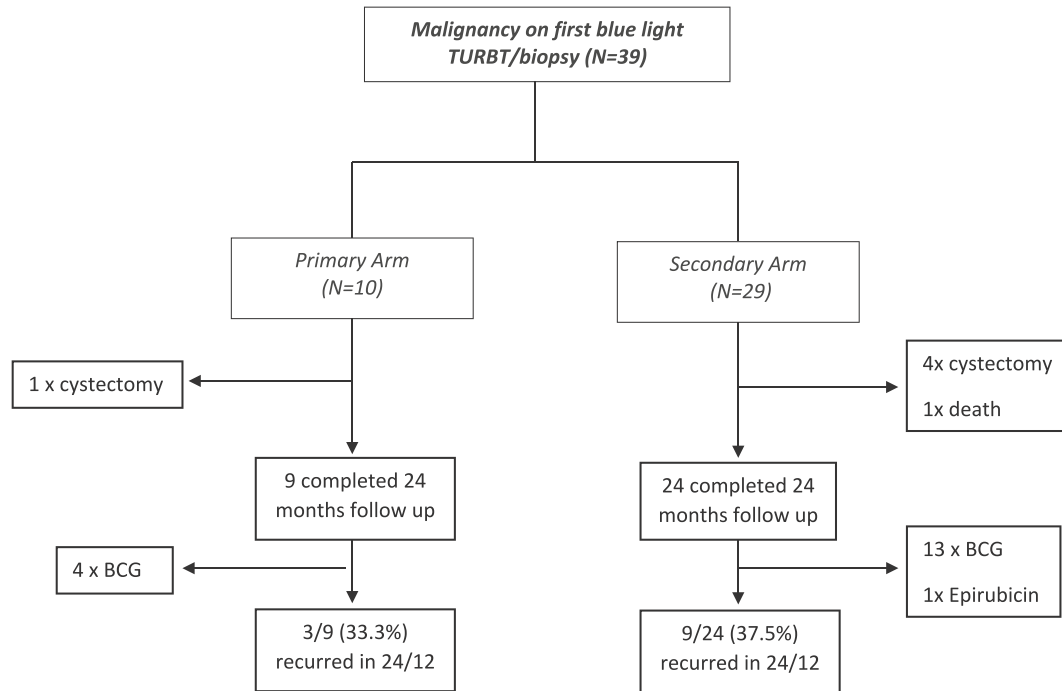 Malignancy on first blue light
TURBT/biopsy (N=39)
Primary Arm
(N=10)
Secondary Arm
(N=29)
1 x cystectomy
4x cystectomy
1x death
9 completed 24
months follow up
24 completed 24
months follow up
4 x BCG
13 x BCG
1x Epirubicin
3/9 (33.3%)
recurred in 24/12
9/24 (37.5%)
recurred in 24/12